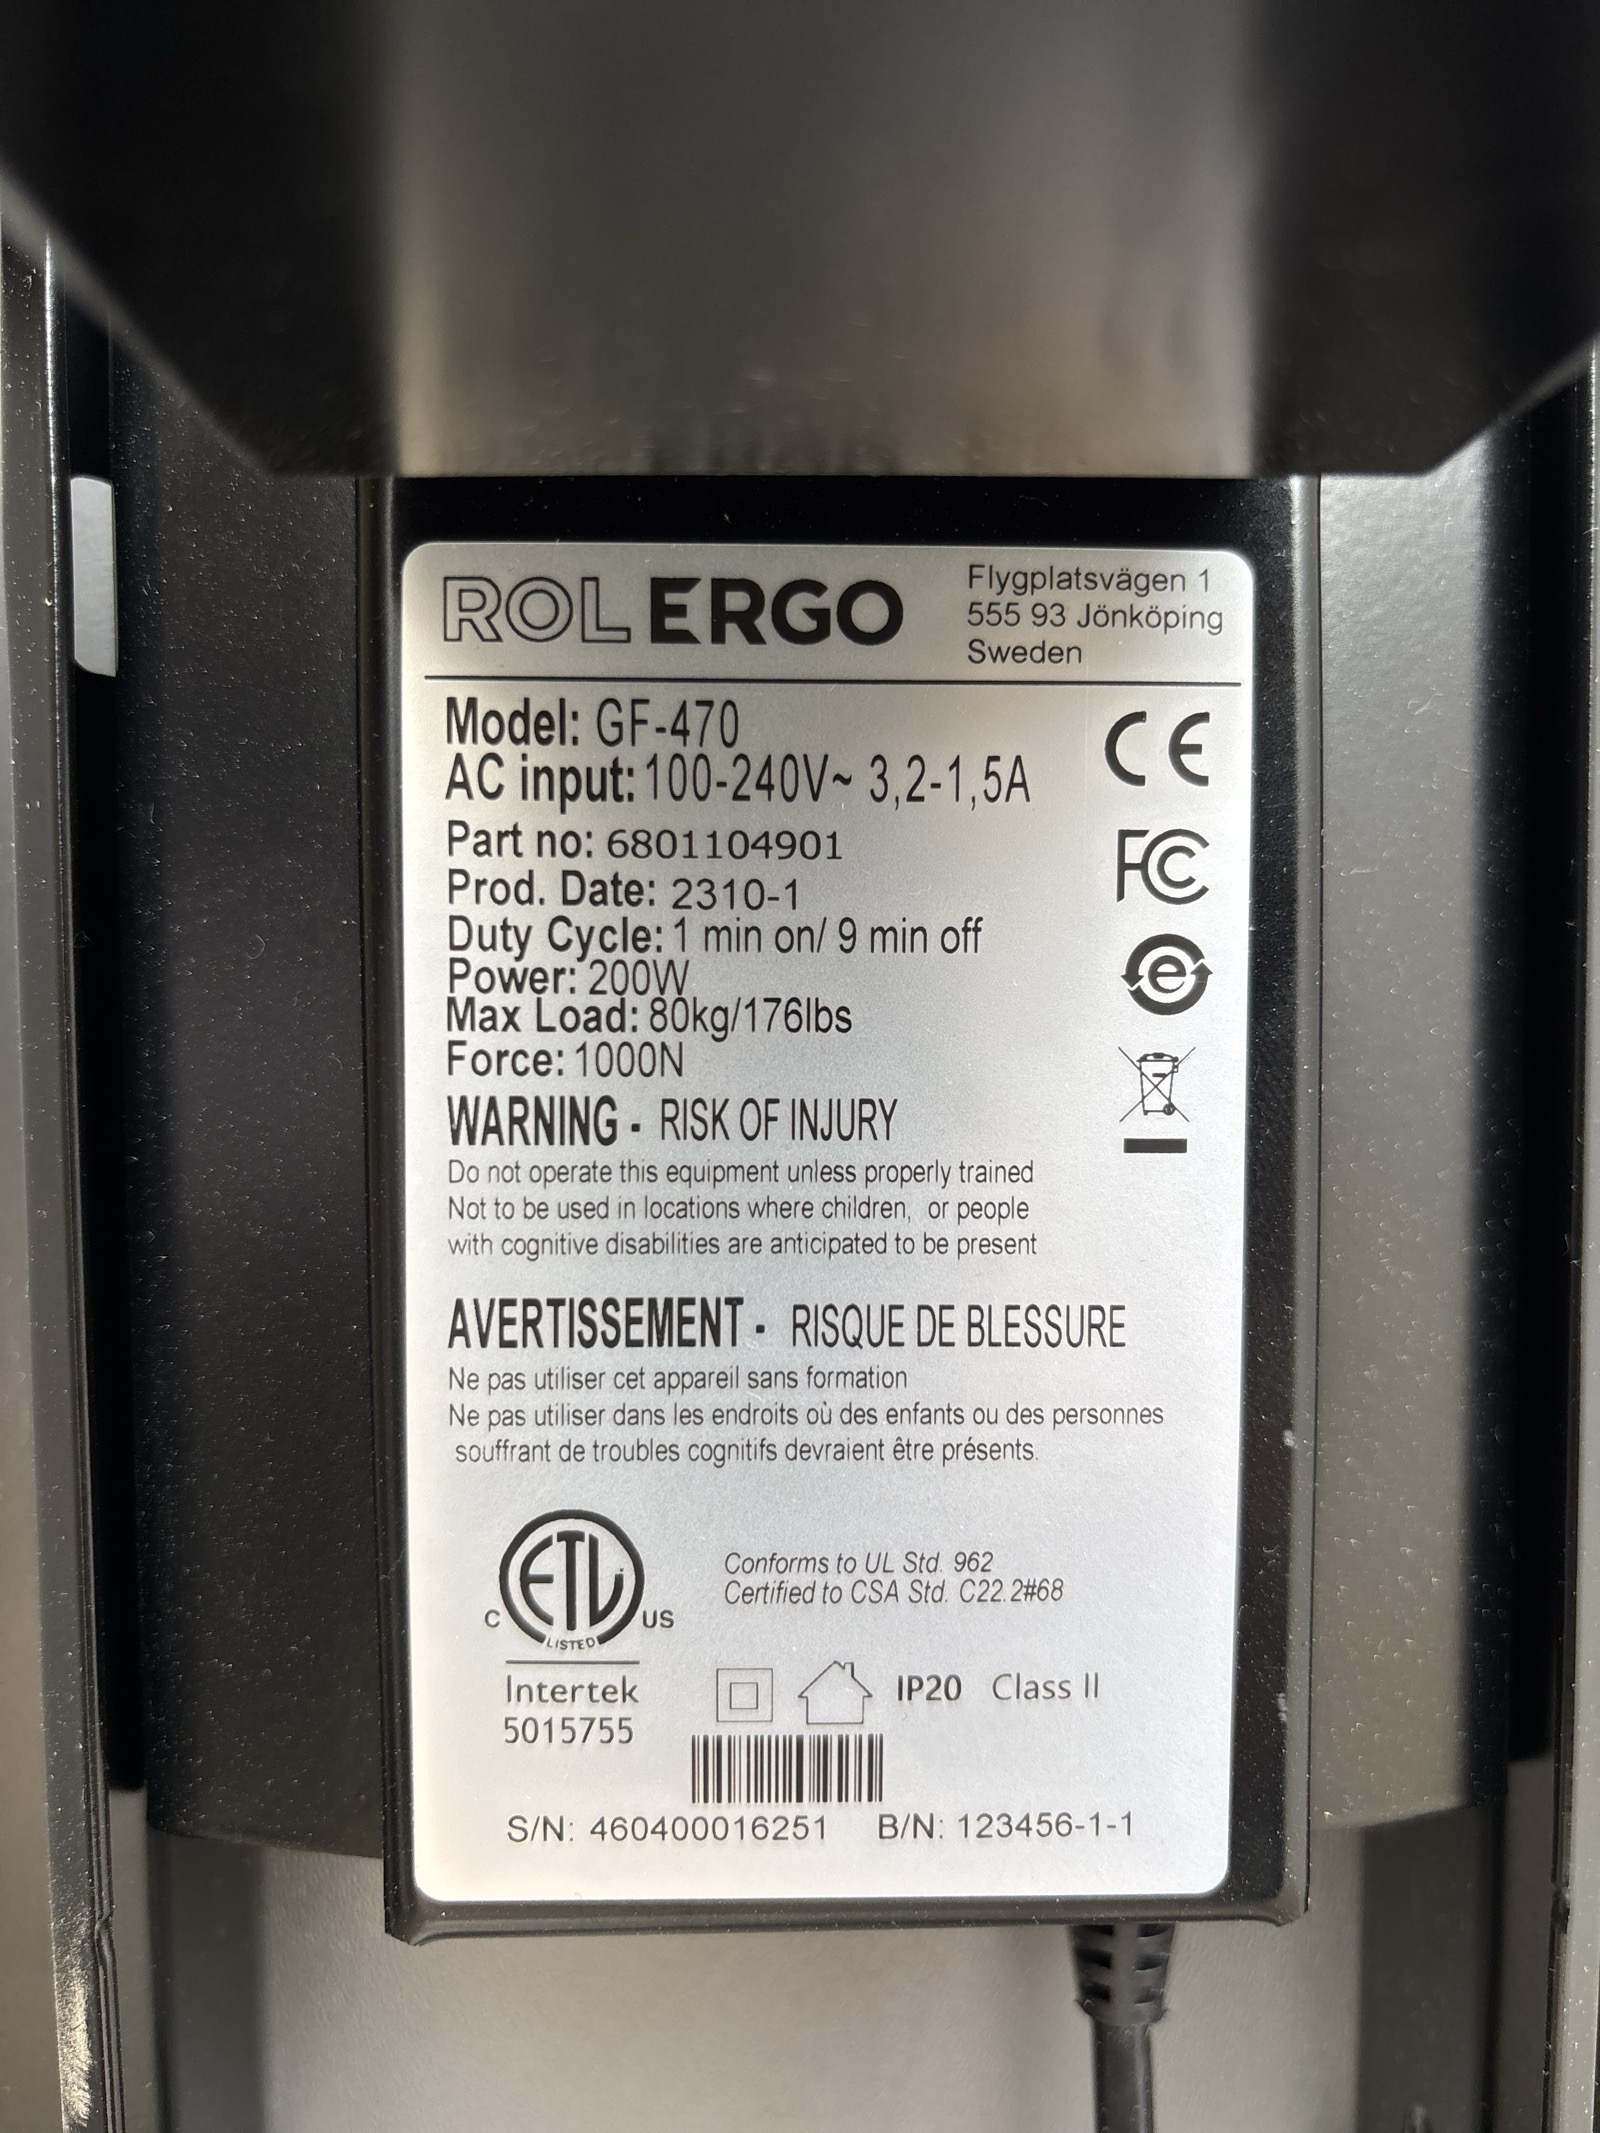 ROL ERGO
Flygplatsvägen 1
555 93 Jönköping
Sweden
Model: GF-470
AC input: 100-240V~ 3,2-1,5A
Part no: 6801104901
Prod. Date: 2310-1
Duty Cycle: 1 min on/ 9 min off
Power: 200W
Max Load: 80kg/176lbs
Force: 1000N
CE
FC
e
WARNING - RISK OF INJURY
Do not operate this equipment unless properly trained
Not to be used in locations where children, or people
with cognitive disabilities are anticipated to be present
AVERTISSEMENT - RISQUE DE BLESSURE
Ne pas utiliser cet appareil sans formation
Ne pas utiliser dans les endroits où des enfants ou des personnes
souffrant de troubles cognitifs devraient être présents.
C ETL US
LISTED
Intertek
5015755
Conforms to UL Std. 962
Certified to CSA Std. C22.2#68
IP20 Class II
S/N: 460400016251 B/N: 123456-1-1